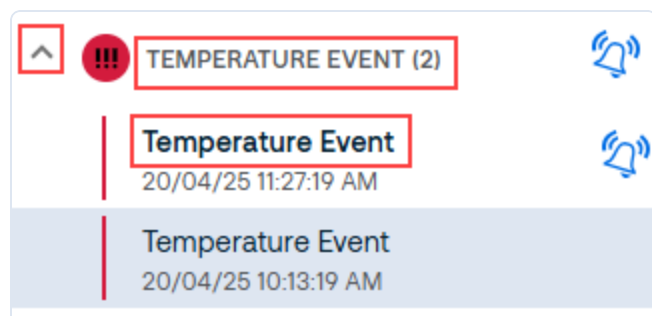 !!! TEMPERATURE EVENT (2)
Temperature Event
20/04/25 11:27:19 AM
Temperature Event
20/04/25 10:13:19 AM